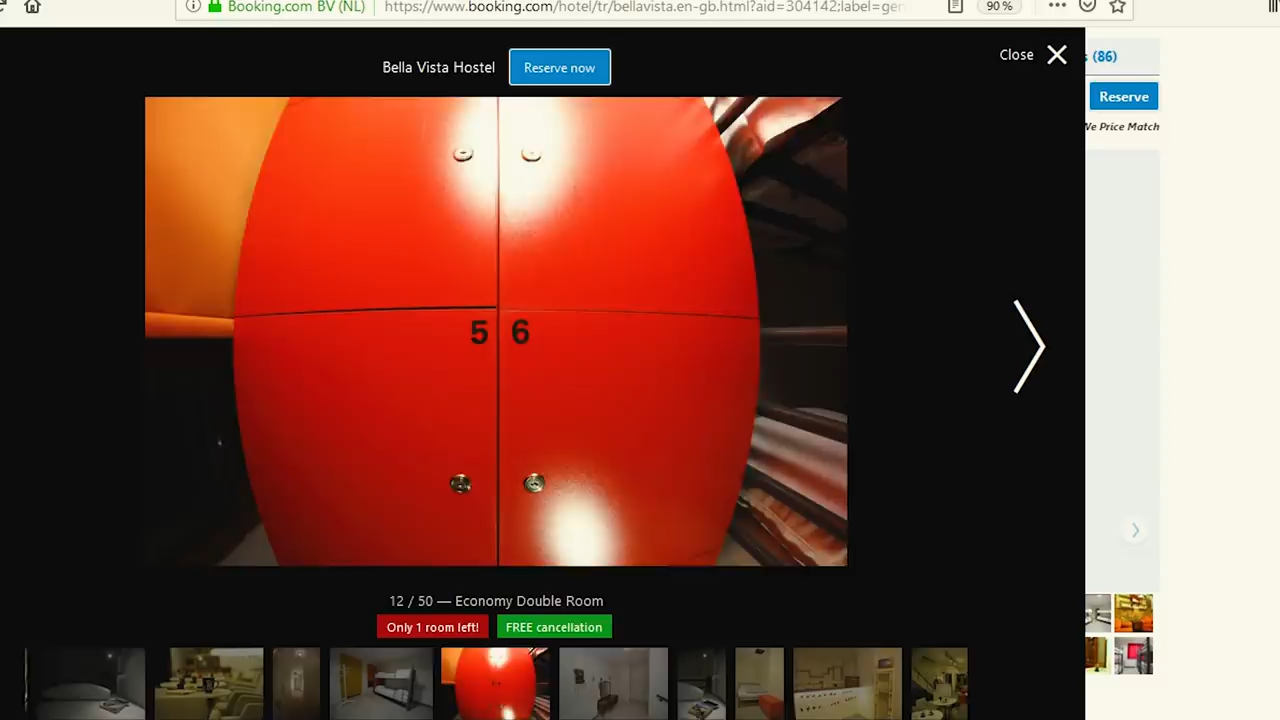 Booking.com BV (NL)
https://www.booking.com/hotel/tr/bellavista.en-gb.html?aid=304142;label=gen
90 %
Bella Vista Hostel
Reserve now
Close
(86)
Reserve
We Price Match
5 6
12 / 50 — Economy Double Room
Only 1 room left!
FREE cancellation